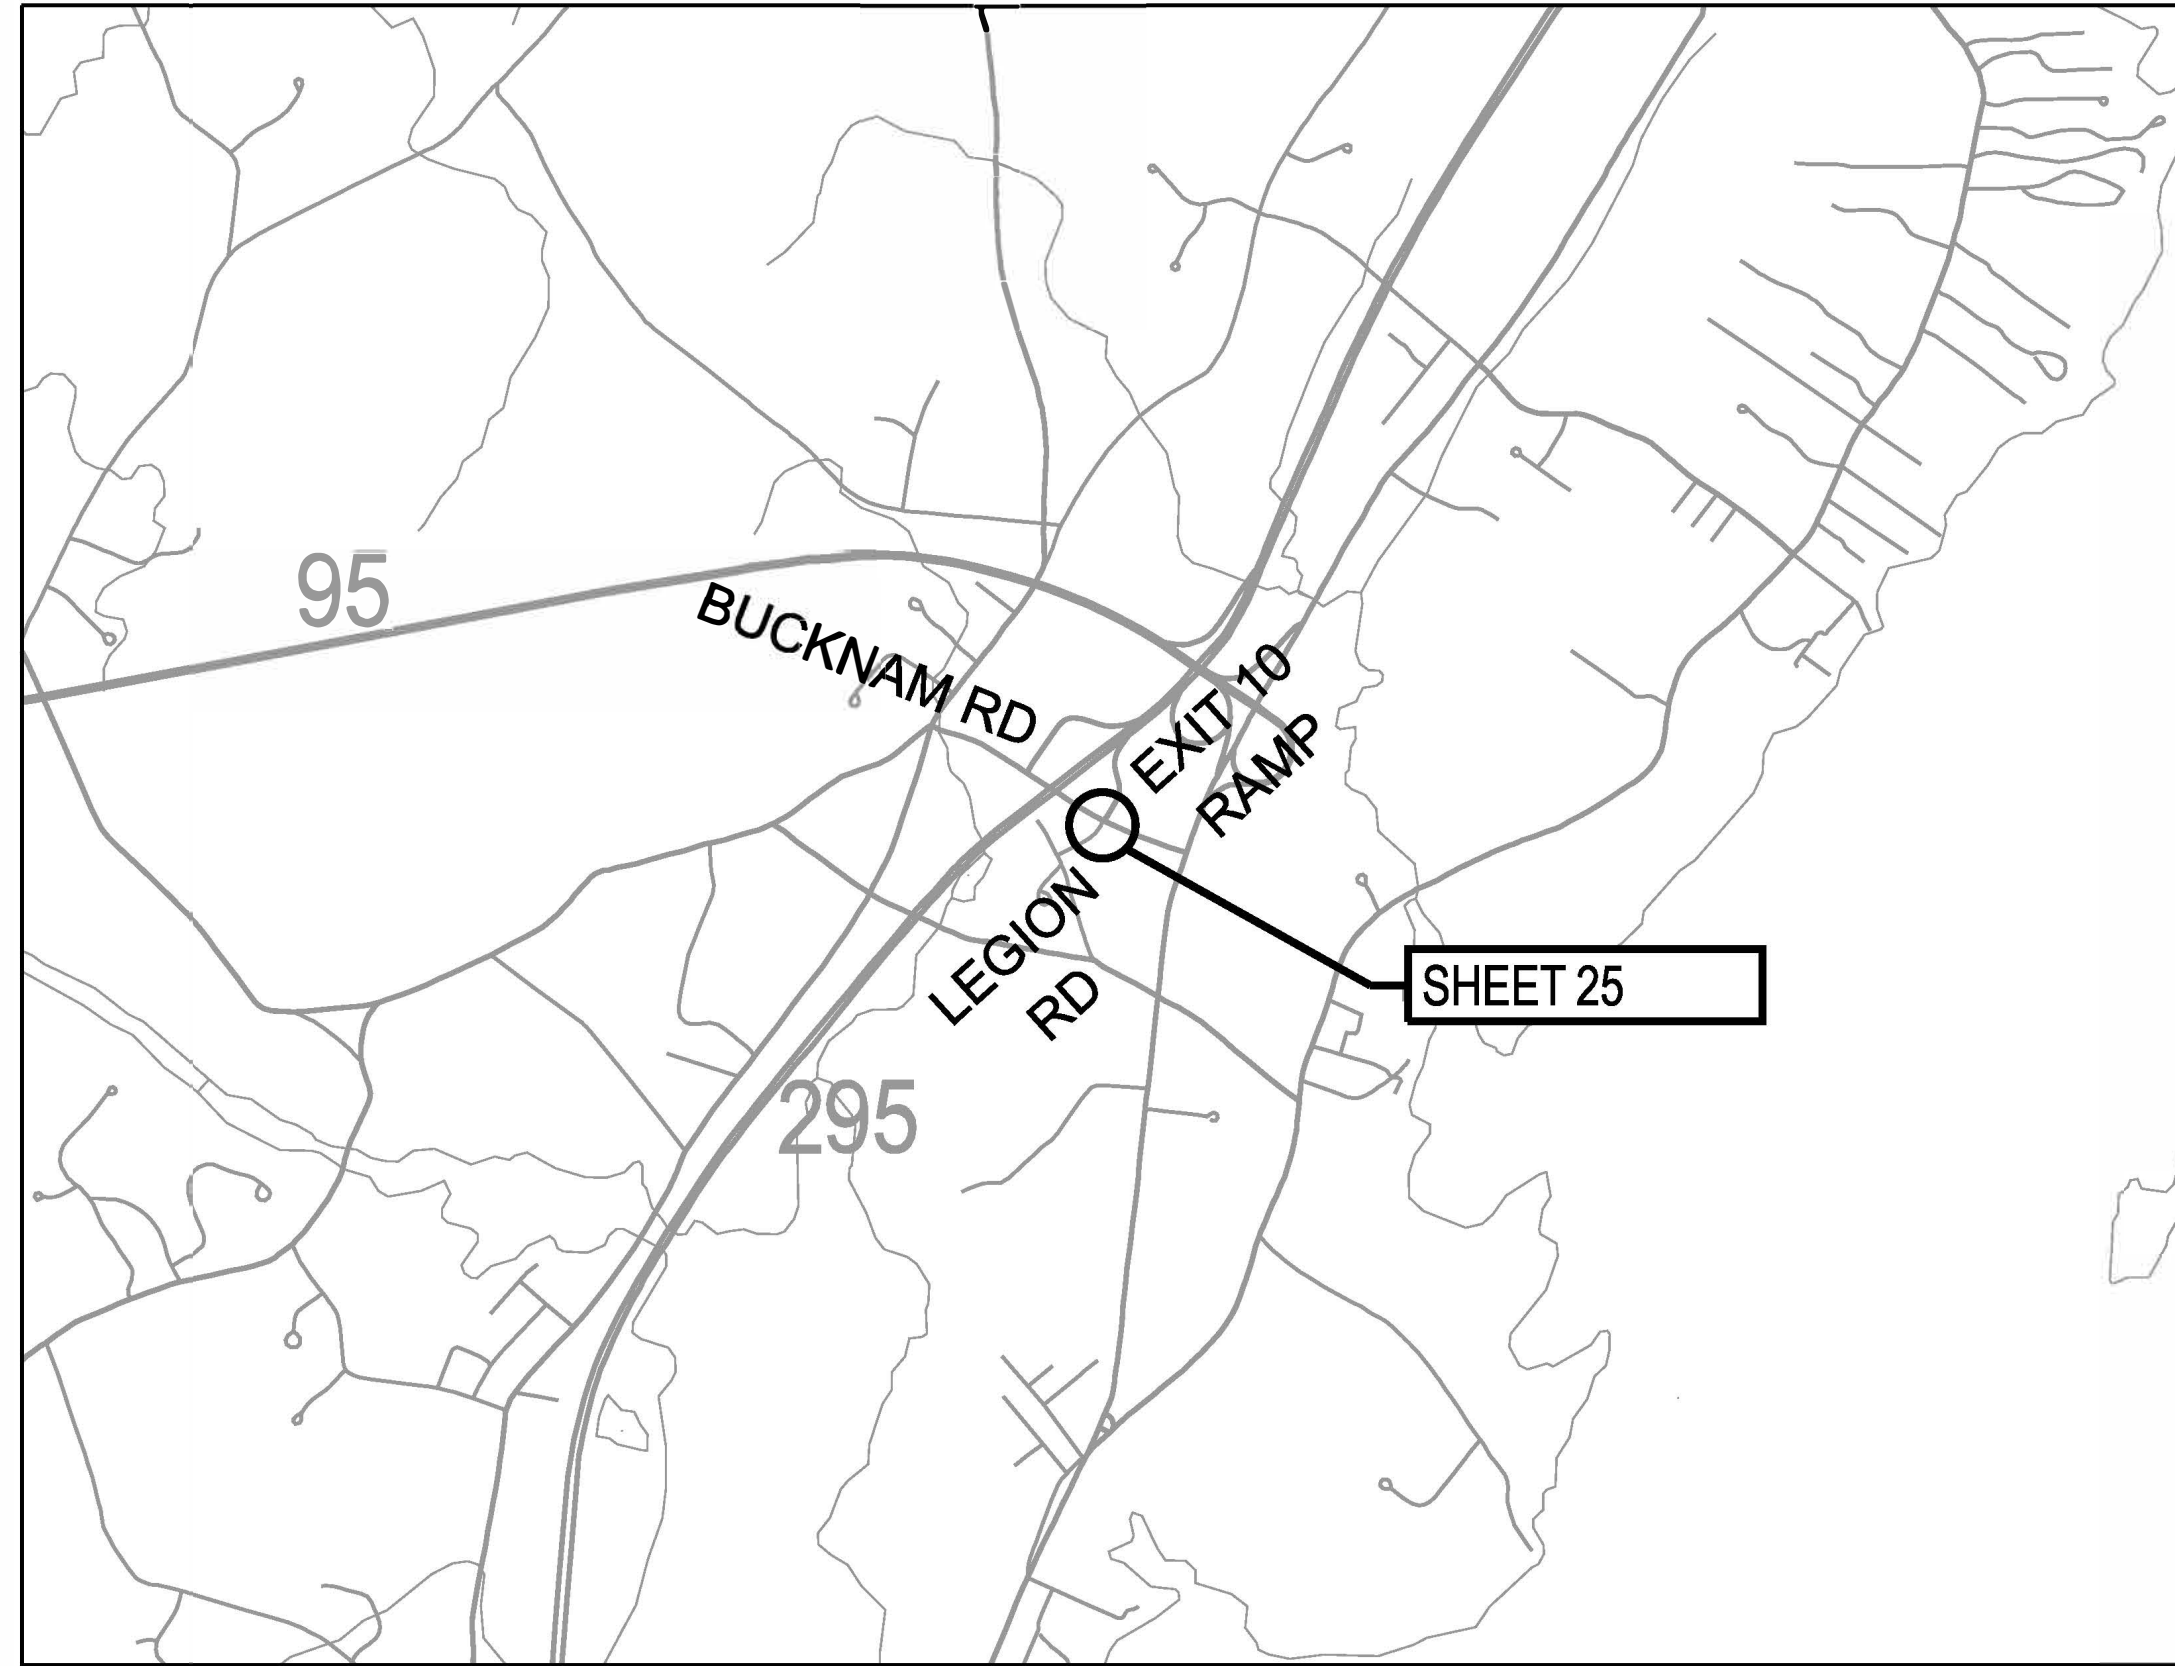 95
BUCKNAM RD
EXIT 10
RAMP
LEGION
RD
SHEET 25
295